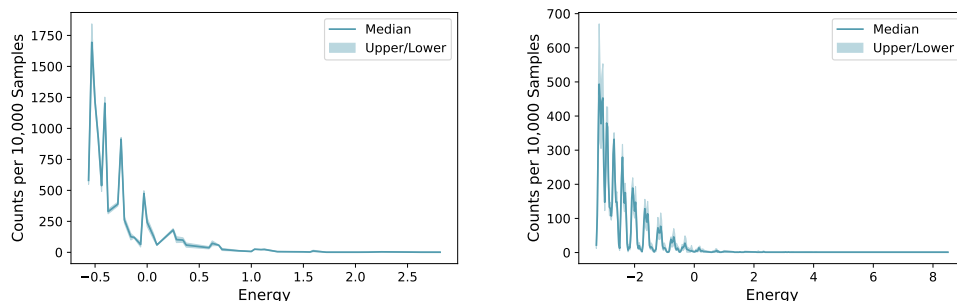 Counts per 10,000 Samples
1750
1500
1250
1000
750
500
250
0
−0.5 0.0 0.5 1.0 1.5 2.0 2.5
Energy
Median
Upper/Lower
Counts per 10,000 Samples
700
600
500
400
300
200
100
0
−2 0 2 4 6 8
Energy
Median
Upper/Lower